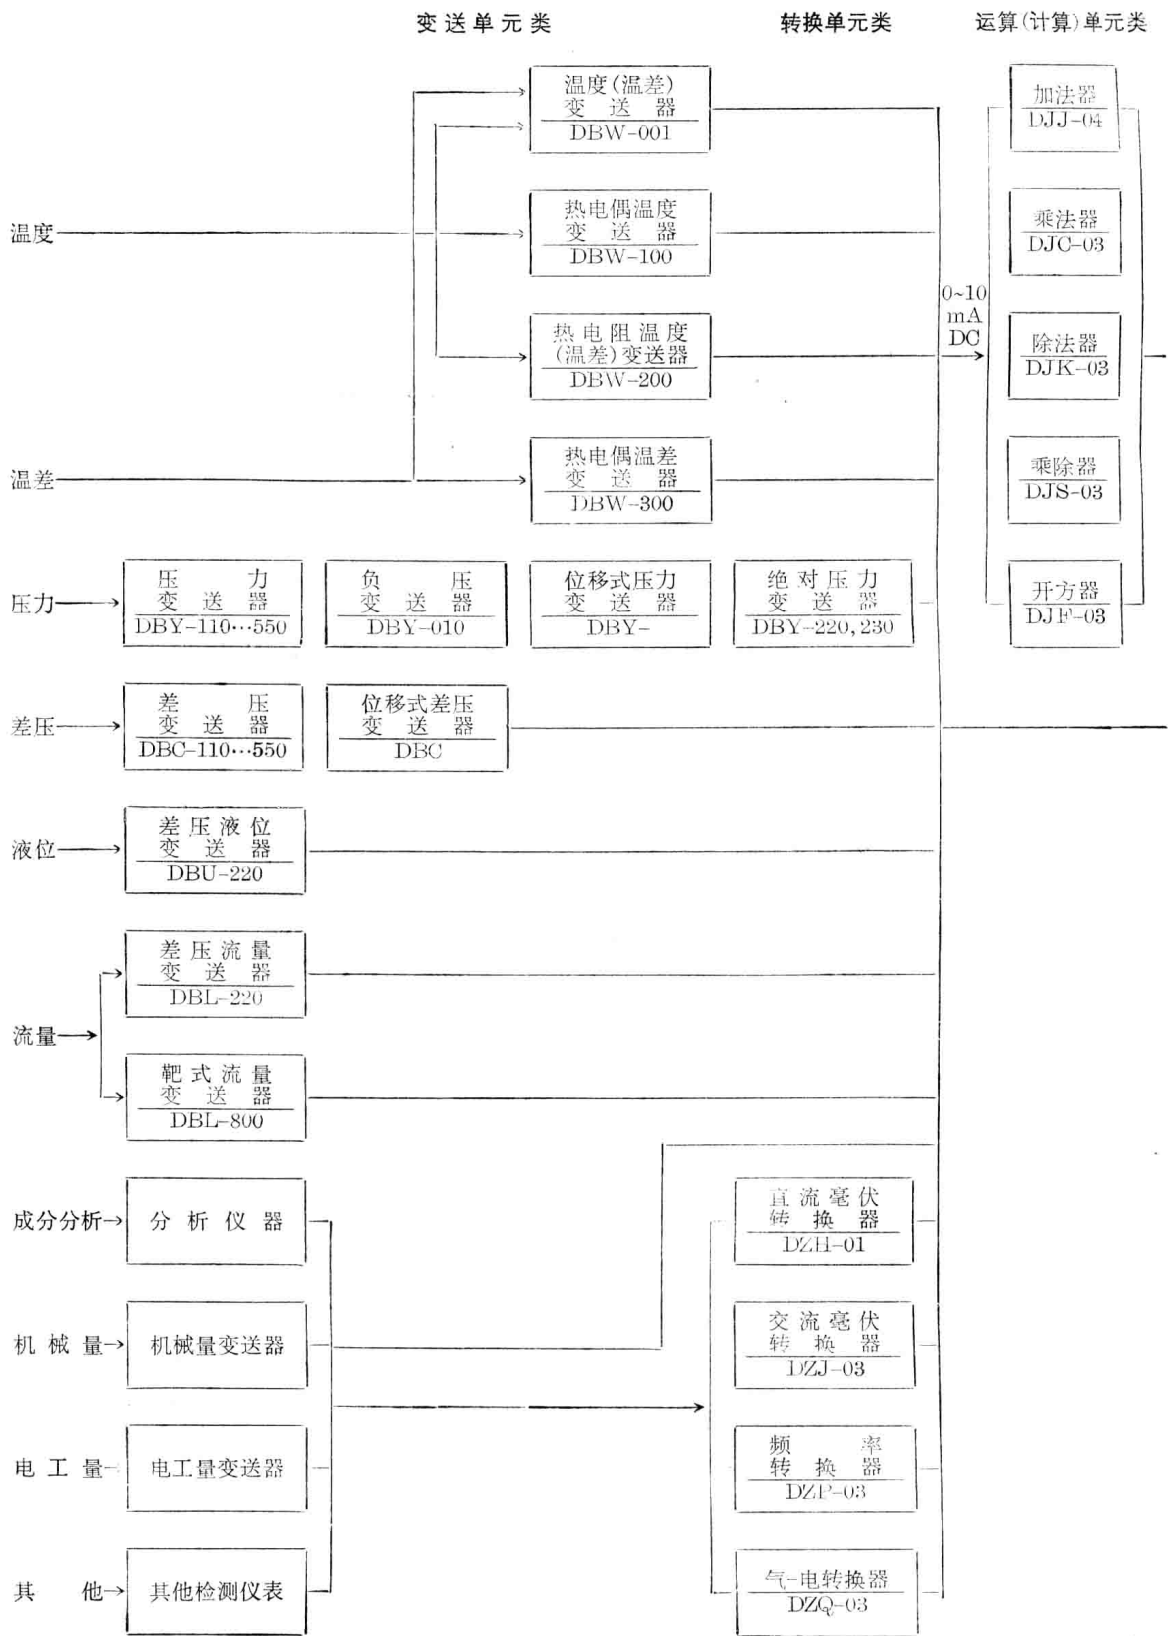 变送单元类 转换单元类 运算(计算)单元类
温度(温差)
变送器
DBW-001
加法器
DJJ-04
温度
热电偶温度
变送器
DBW-100
乘法器
DJC-03
0~10
mA
DC
热电阻温度
(温差)变送器
DBW-200
除法器
DJK-03
温差
热电偶温差
变送器
DBW-300
乘除器
DJS-03
压力
压力
变送器
DBY-110…550
负压
变送器
DBY-010
位移式压力
变送器
DBY-
绝对压力
变送器
DBY-220,230
开方器
DJF-03
差压
差压
变送器
DBC-110…550
位移式差压
变送器
DBC
液位
差压液位
变送器
DBU-220
流量
差压流量
变送器
DBL-220
靶式流量
变送器
DBL-800
成分分析
分析仪器
直流毫伏
转换器
DZH-01
机械量
机械量变送器
交流毫伏
转换器
DZJ-03
电工量
电工量变送器
频率
转换器
DZP-03
其他
其他检测仪表
气-电转换器
DZQ-03